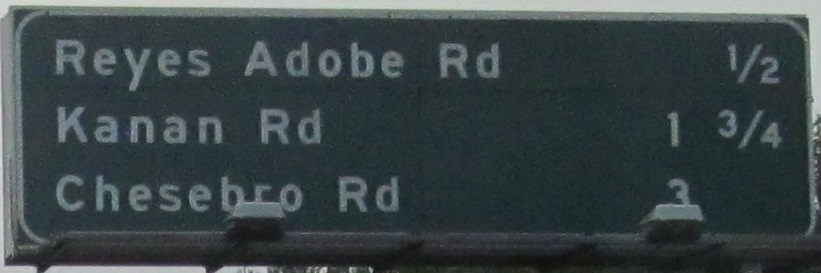 Reyes Adobe Rd 1/2
Kanan Rd 1 3/4
Chesebro Rd 3